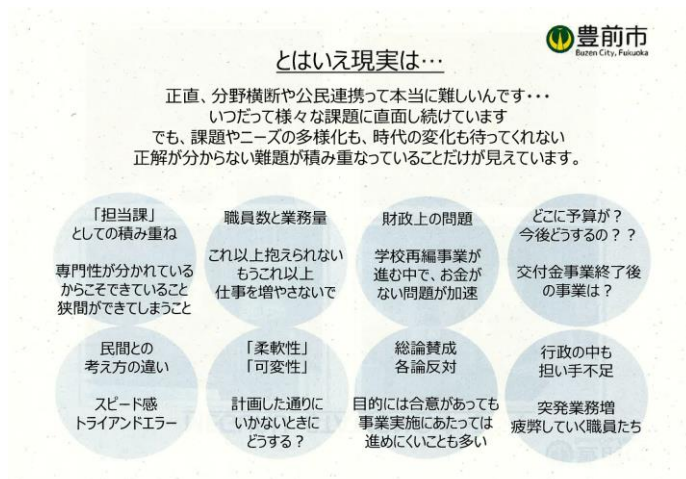 豊前市
Buzen City, Fukuoka
とはいえ現実は…
正直、分野横断や公民連携って本当に難しいんです・・・
いつだって様々な課題に直面し続けています
でも、課題やニーズの多様化も、時代の変化も待ってくれない
正解が分からない難題が積み重なっていることだけが見えています。
「担当課」
としての積み重ね
専門性が分かれている
からこそできていること
狭間ができてしまうこと
職員数と業務量
これ以上抱えられない
もうこれ以上
仕事を増やさないで
財政上の問題
学校再編事業が
進む中で、お金が
ない問題が加速
どこに予算が？
今後どうするの？？
交付金事業終了後
の事業は？
民間との
考え方の違い
スピード感
トライアンドエラー
「柔軟性」
「可変性」
計画した通りに
いかないときに
どうする？
総論賛成
各論反対
目的には合意があっても
事業実施にあたっては
進めにくいことも多い
行政の中も
担い手不足
突発業務増
疲弊していく職員たち